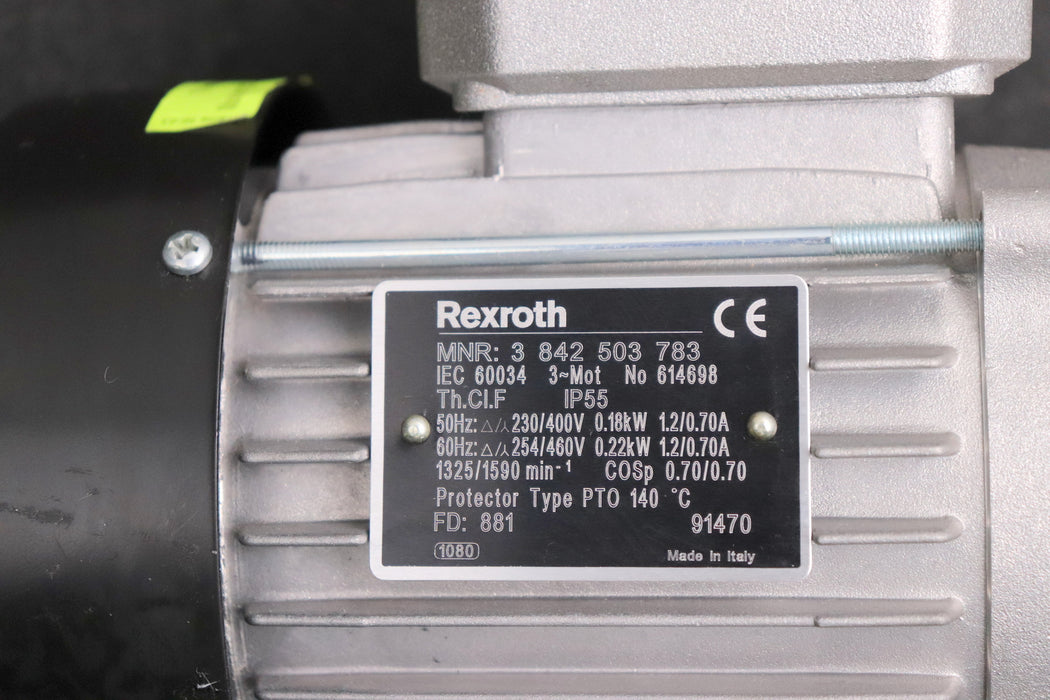 Rexroth CE
MNR: 3 842 503 783
IEC 60034 3~Mot No 614698
Th.Cl.F IP55
50Hz: △/⅄ 230/400V 0.18kW 1.2/0.70A
60Hz: △/⅄ 254/460V 0.22kW 1.2/0.70A
1325/1590 min⁻¹ COSp 0.70/0.70
Protector Type PTO 140 °C
FD: 881 91470
1080 Made in Italy